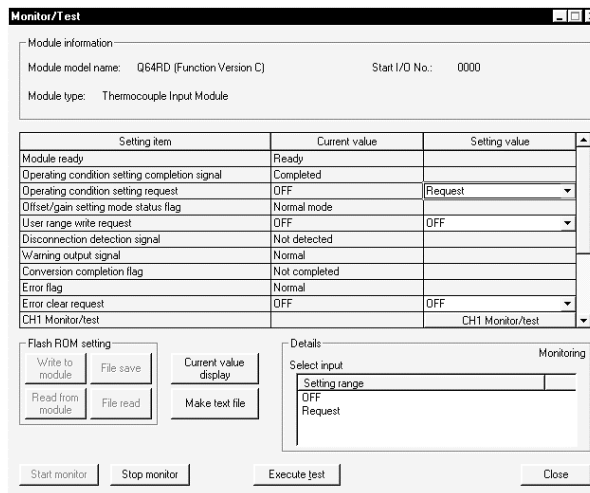 Monitor/Test
Module information
Module model name: Q64RD (Function Version C) Start I/O No.: 0000
Module type: Thermocouple Input Module
Setting item Current value Setting value
Module ready Ready
Operating condition setting completion signal Completed
Operating condition setting request OFF Request
Offset/gain setting mode status flag Normal mode
User range write request OFF OFF
Disconnection detection signal Not detected
Warning output signal Normal
Conversion completion flag Not completed
Error flag Normal
Error clear request OFF OFF
CH1 Monitor/test CH1 Monitor/test
Flash ROM setting
Write to
module
File save
Read from
module
File read
Current value
display
Make text file
Details
Monitoring
Select input
Setting range
OFF
Request
Start monitor Stop monitor Execute test Close